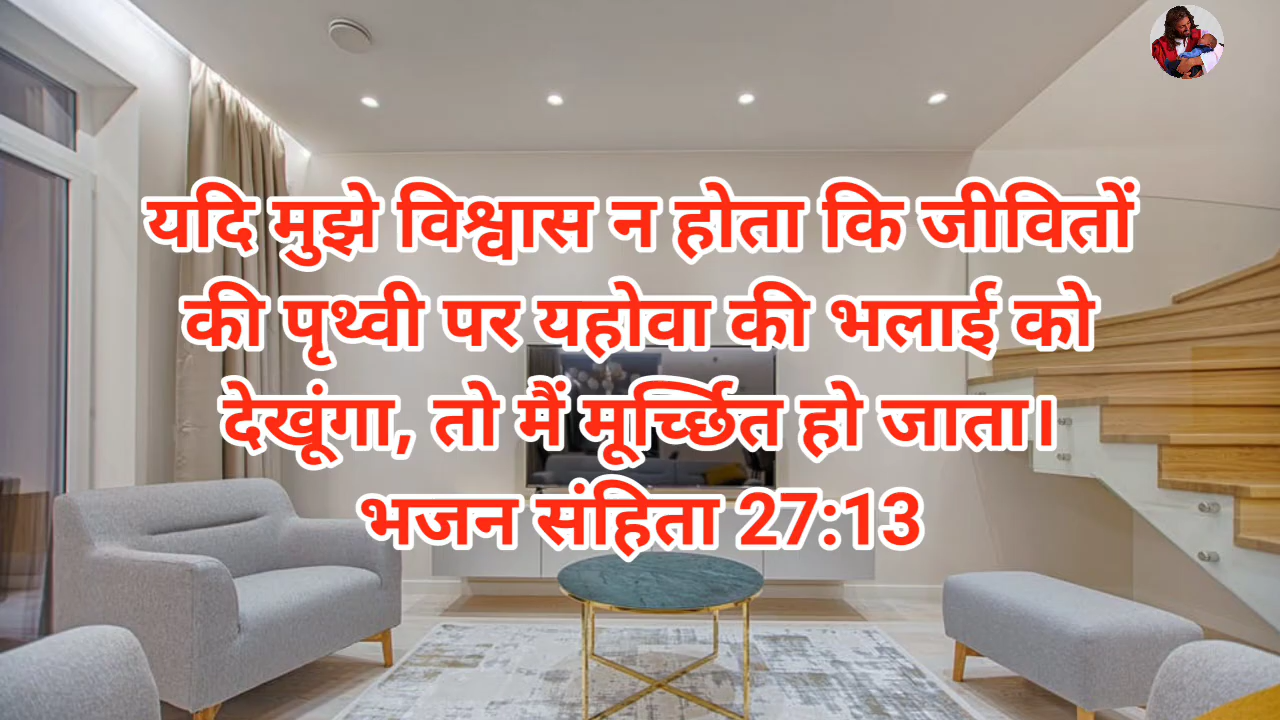 यदि मुझे विश्वास न होता कि जीवितों
की पृथ्वी पर यहोवा की भलाई को
देखूंगा, तो मैं मूर्च्छित हो जाता।
भजन संहिता 27:13